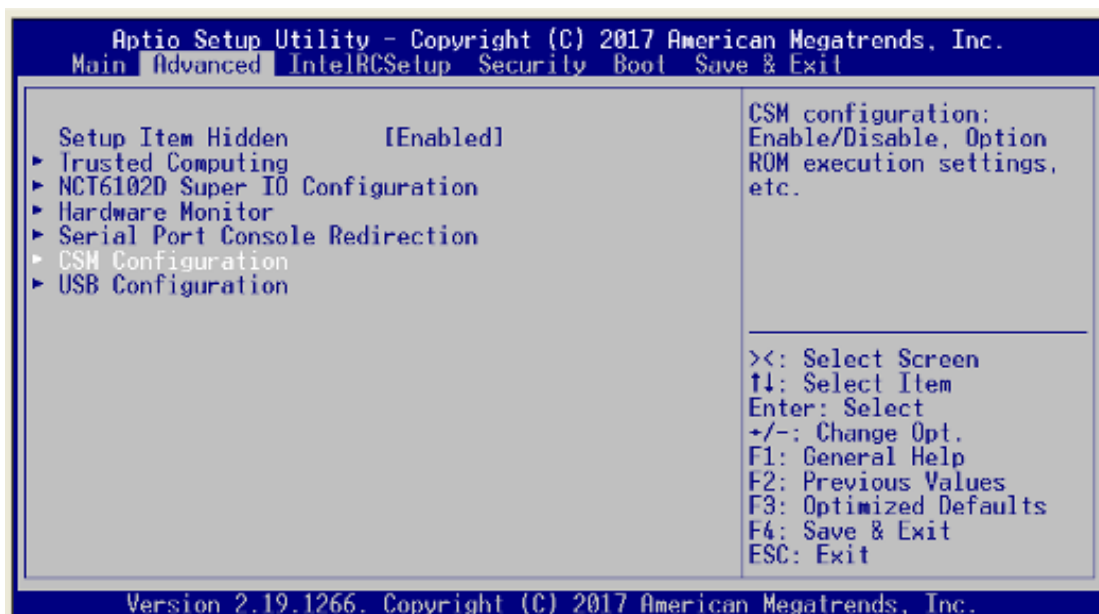 Aptio Setup Utility - Copyright (C) 2017 American Megatrends, Inc.
Main Advanced IntelRCSetup Security Boot Save & Exit
Setup Item Hidden [Enabled]
► Trusted Computing
► NCT6102D Super IO Configuration
► Hardware Monitor
► Serial Port Console Redirection
► CSM Configuration
► USB Configuration
CSM configuration:
Enable/Disable, Option
ROM execution settings,
etc.
><: Select Screen
↑↓: Select Item
Enter: Select
+/-: Change Opt.
F1: General Help
F2: Previous Values
F3: Optimized Defaults
F4: Save & Exit
ESC: Exit
Version 2.19.1266. Copyright (C) 2017 American Megatrends, Inc.